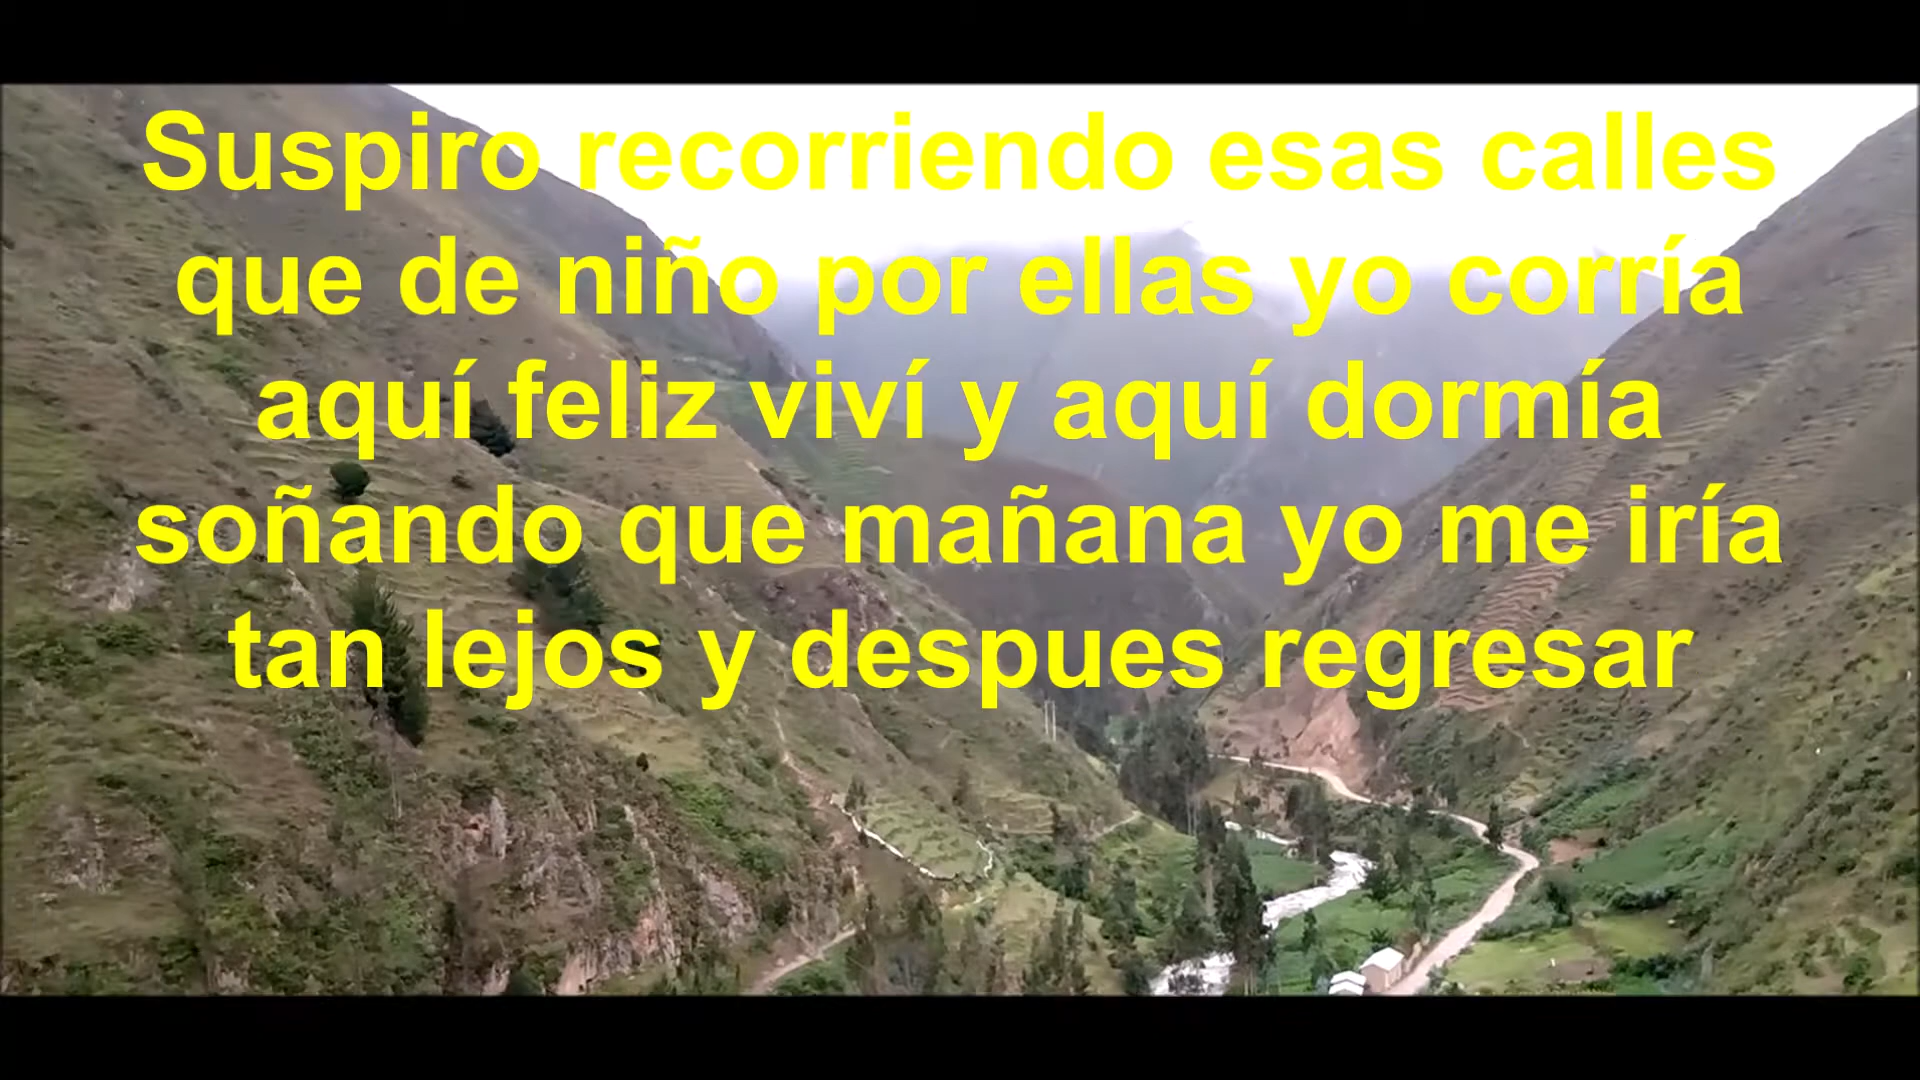 Suspiro recorriendo esas calles
que de niño por ellas yo corría
aquí feliz viví y aquí dormía
soñando que mañana yo me iría
tan lejos y despues regresar